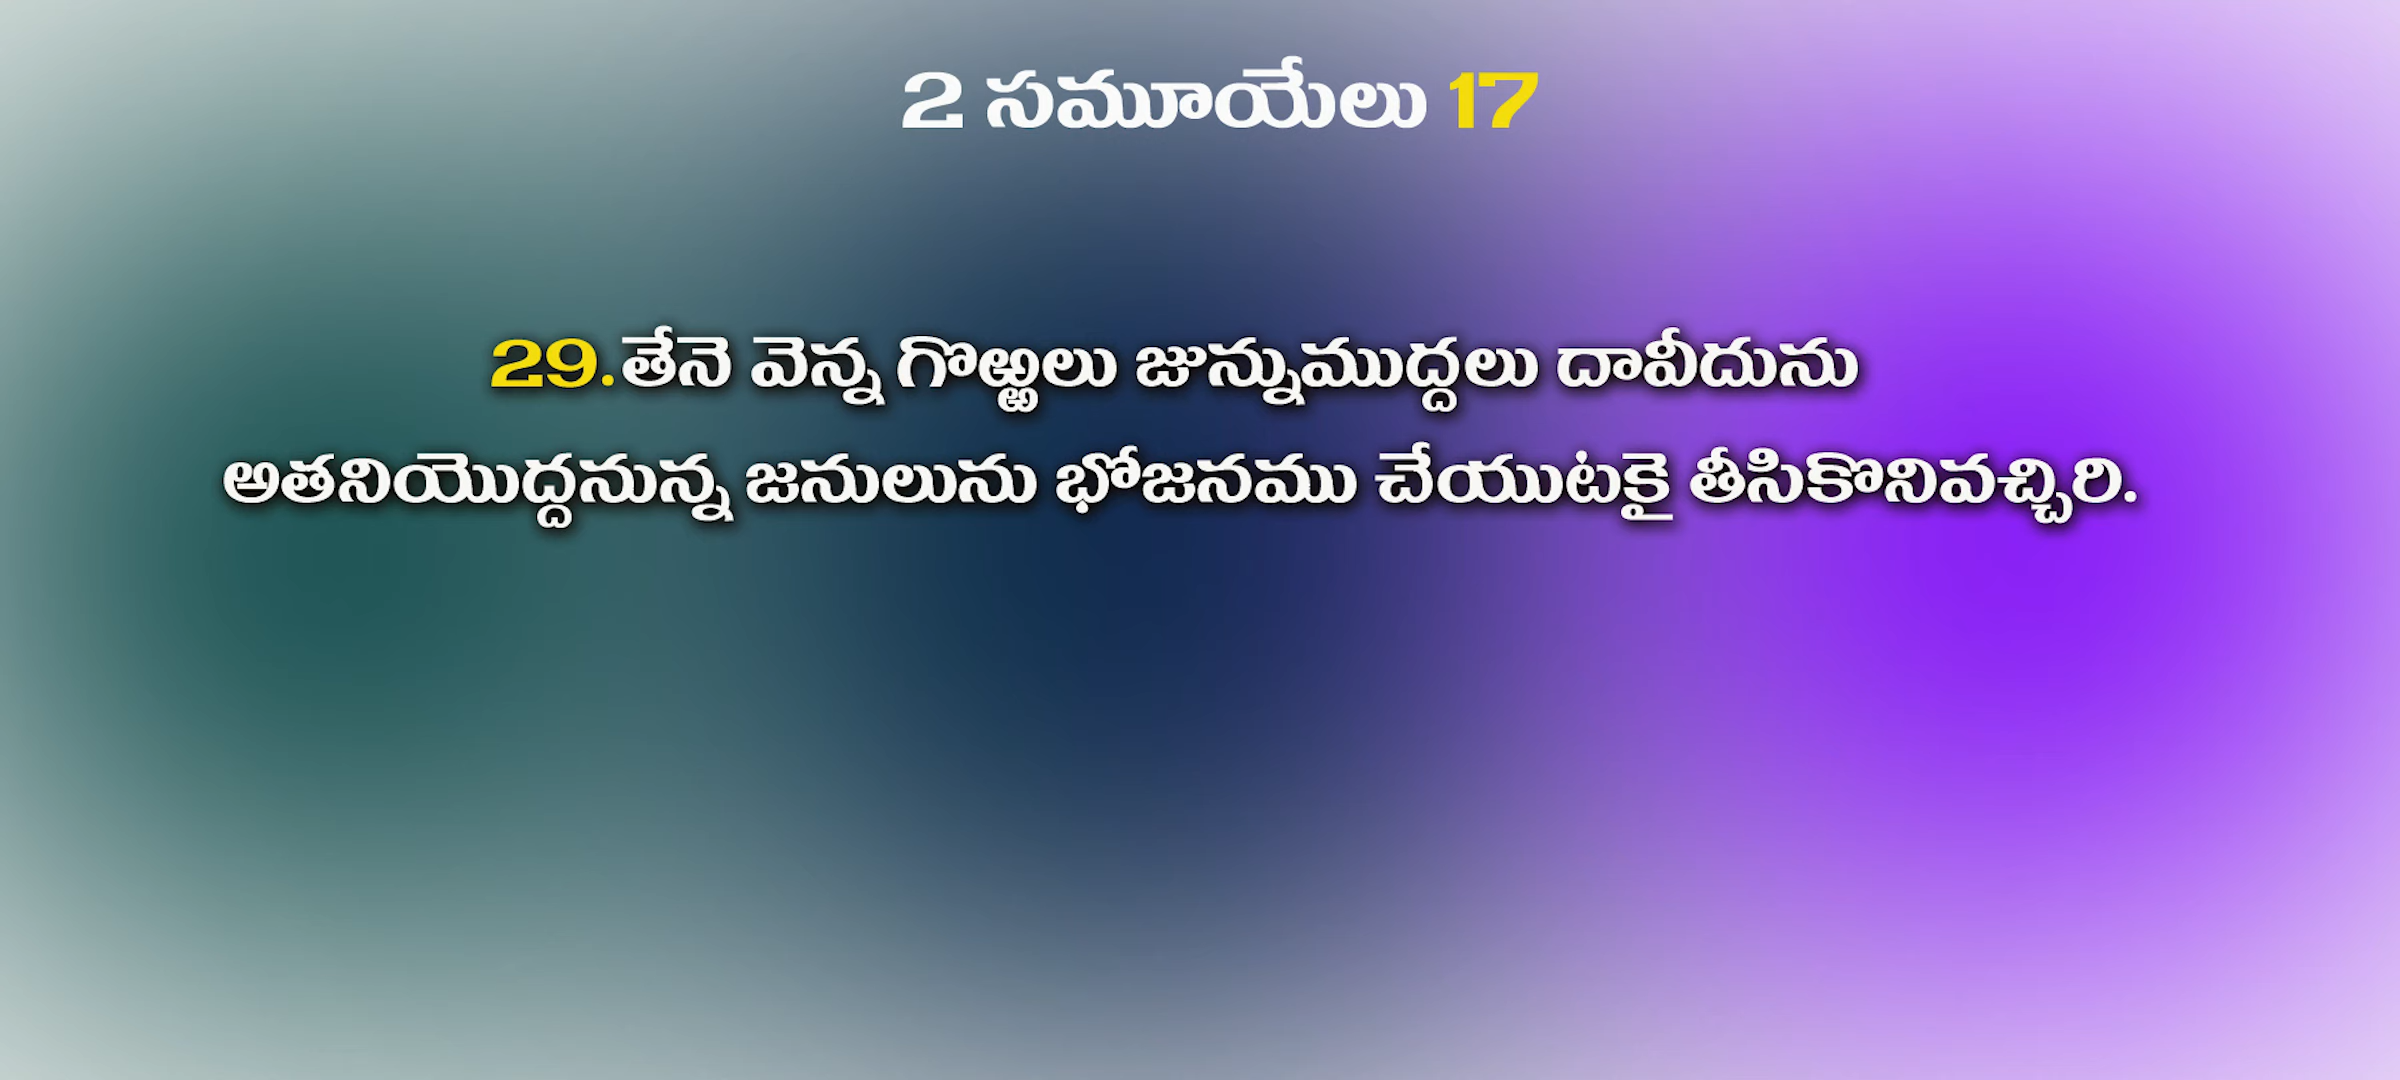 2 సమూయేలు 17
29.తేనె వెన్న గొఱ్ఱలు జున్నుముద్దలు దావీదును
అతనియొద్దనున్న జనులును భోజనము చేయుటకై తీసికొనివచ్చిరి.